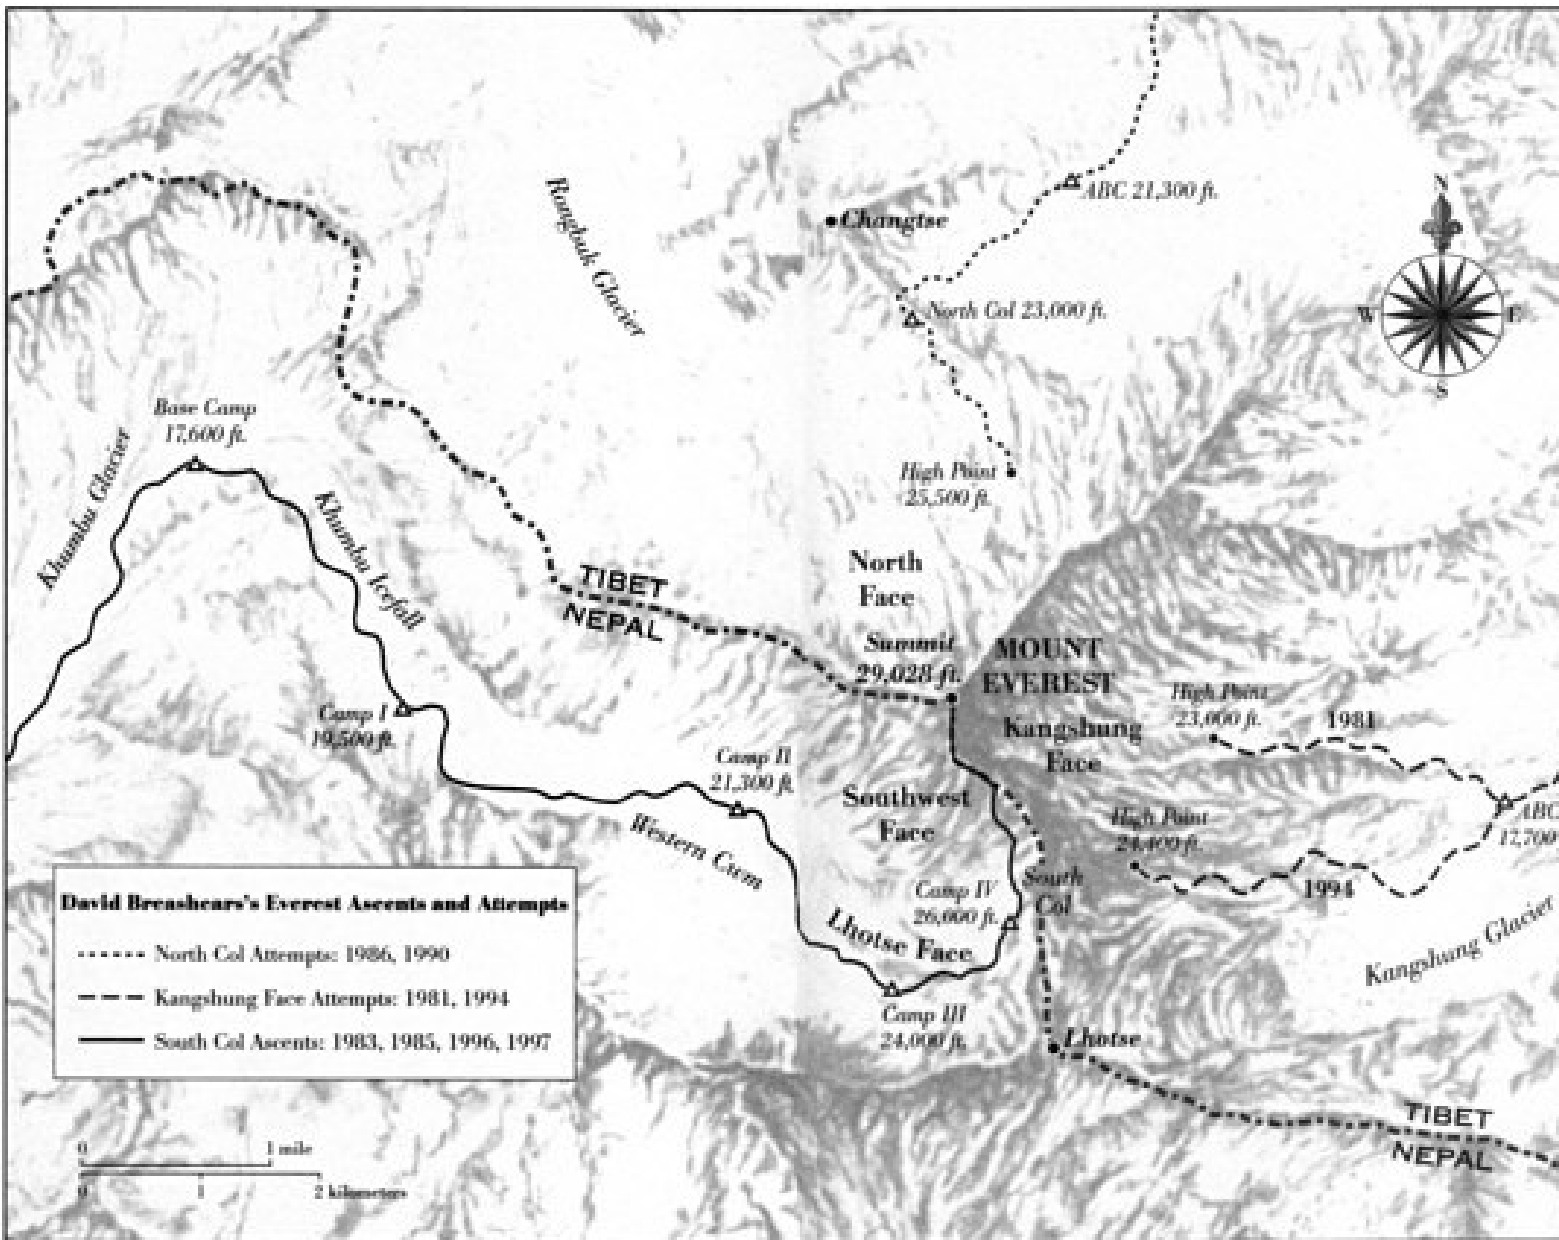 ABC 21,300 ft.
Changtse
Rongbuk Glacier
North Col 23,000 ft.
N
W
E
S
Base Camp
17,600 ft.
Khumbu Glacier
Khumbu Icefall
High Point
25,500 ft.
North
Face
TIBET
NEPAL
Summit
29,028 ft.
MOUNT
EVEREST
Kangshung
Face
High Point
23,000 ft.
1981
Camp I
19,500 ft.
Camp II
21,300 ft.
Western Cwm
Southwest
Face
High Point
24,400 ft.
ABC
17,700
1994
South
Col
Camp IV
26,000 ft.
Lhotse Face
Kangshung Glacier
Camp III
24,000 ft.
Lhotse
TIBET
NEPAL
David Breashears's Everest Ascents and Attempts
North Col Attempts: 1986, 1990
Kangshung Face Attempts: 1981, 1994
South Col Ascents: 1983, 1985, 1996, 1997
0 1 mile
0 1 2 kilometers